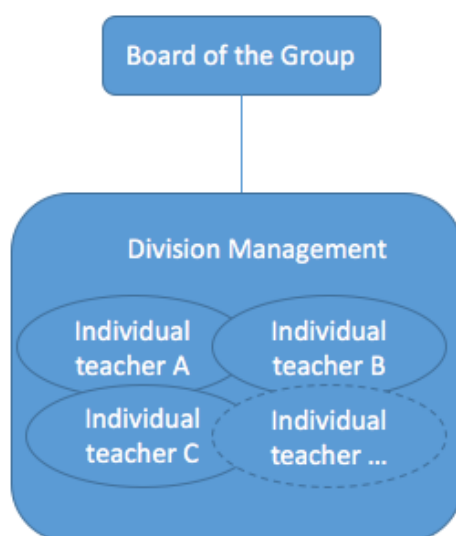 Board of the Group
Division Management
Individual
teacher A
Individual
teacher B
Individual
teacher C
Individual
teacher ...